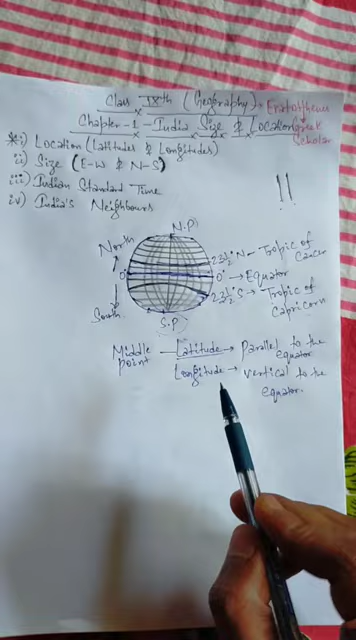 Class IXth (Geography) • Eratosthenes
Greek Scholar
Chapter-1 - India Size & Location
*i) Location (Latitudes & Longitudes)
ii) Size (E-W & N-S)
iii) Indian Standard Time
iv) India's Neighbours
!!
N.P
North
23½°N → Tropic of Cancer
0° 0° → Equator
23½°S → Tropic of Capricorn
South
S.P
Middle point — Latitude → Parallel to the equator
Longitude → vertical to the equator.